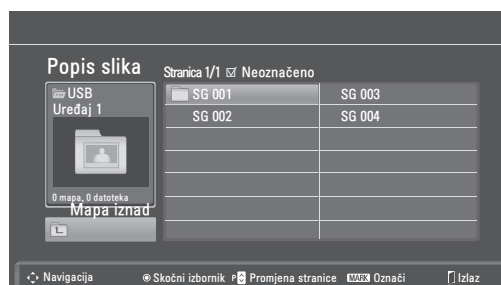 Popis slika
Stranica 1/1 ☑ Neoznačeno
USB
Uređaj 1
SG 001
SG 003
SG 002
SG 004
0 mapa, 0 datoteka
Mapa iznad
Navigacija
Skočni izbornik P Promjena stranice MARK Označi Izlaz